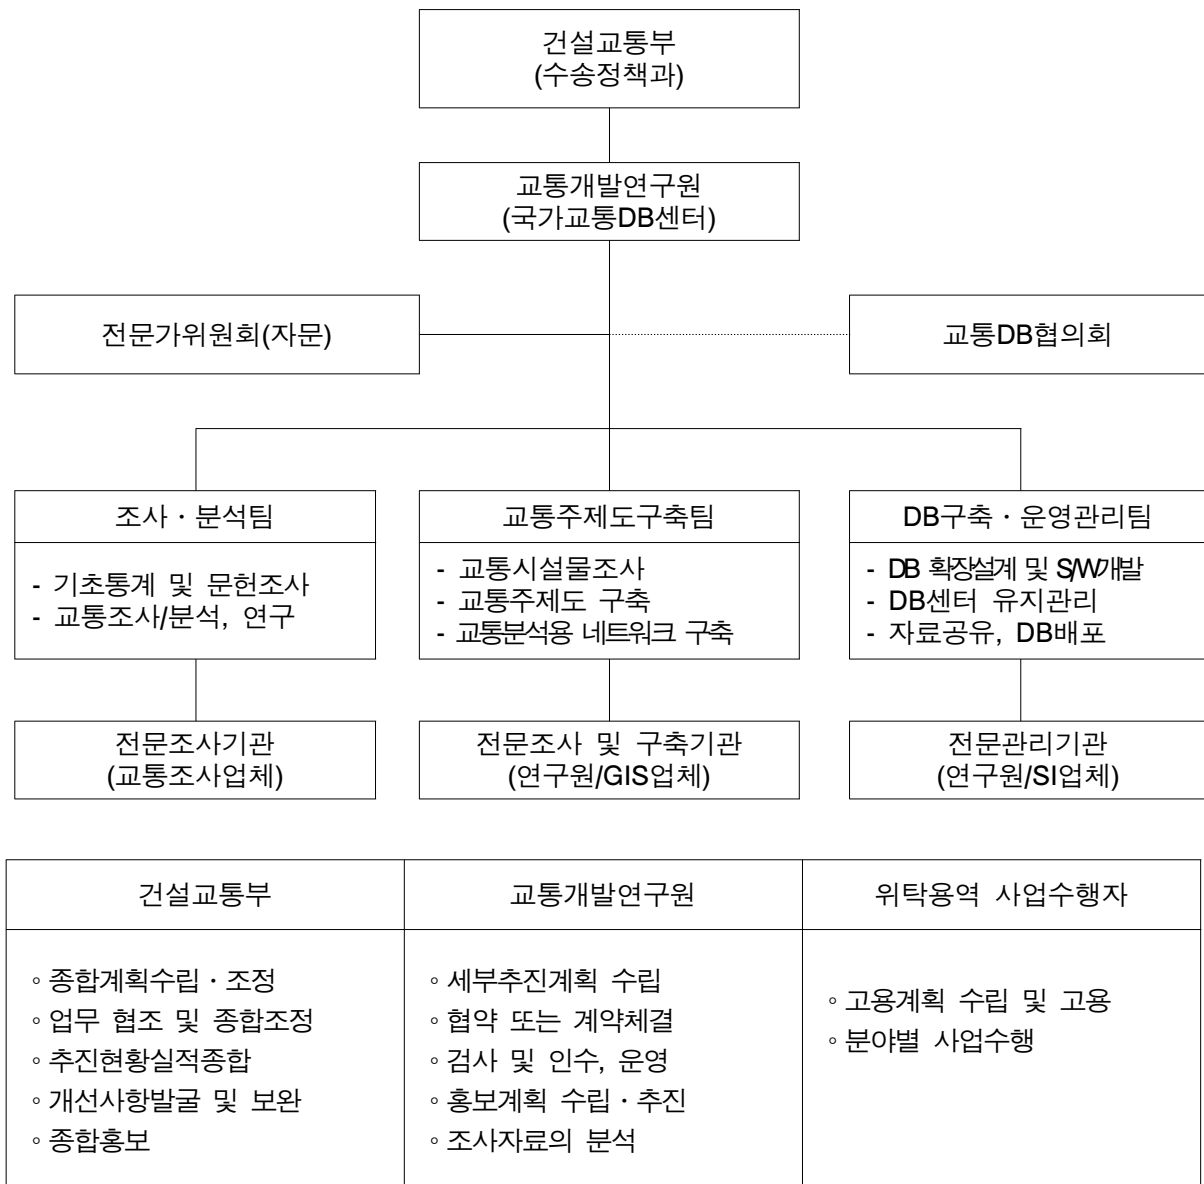 건설교통부
(수송정책과)
교통개발연구원
(국가교통DB센터)
전문가위원회(자문)
교통DB협의회
조사 · 분석팀
- 기초통계 및 문헌조사
- 교통조사/분석, 연구
교통주제도구축팀
- 교통시설물조사
- 교통주제도 구축
- 교통분석용 네트워크 구축
DB구축 · 운영관리팀
- DB 확장설계 및 S/W개발
- DB센터 유지관리
- 자료공유, DB배포
전문조사기관
(교통조사업체)
전문조사 및 구축기관
(연구원/GIS업체)
전문관리기관
(연구원/SI업체)
건설교통부
◦종합계획수립 · 조정
◦업무 협조 및 종합조정
◦추진현황실적종합
◦개선사항발굴 및 보완
◦종합홍보
교통개발연구원
◦세부추진계획 수립
◦협약 또는 계약체결
◦검사 및 인수, 운영
◦홍보계획 수립 · 추진
◦조사자료의 분석
위탁용역 사업수행자
◦고용계획 수립 및 고용
◦분야별 사업수행